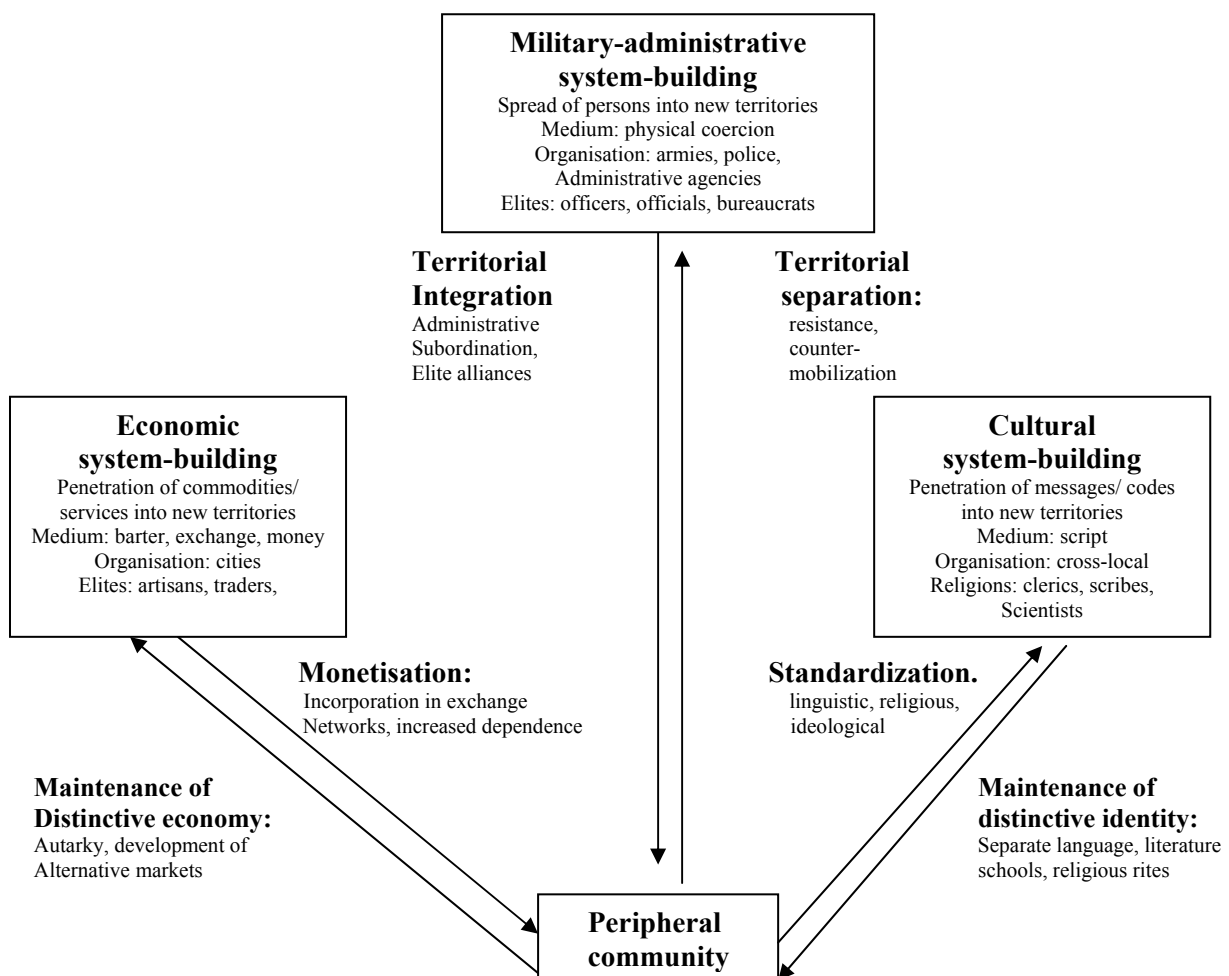 Military-administrative
system-building
Spread of persons into new territories
Medium: physical coercion
Organisation: armies, police,
Administrative agencies
Elites: officers, officials, bureaucrats
Territorial
Integration
Administrative
Subordination,
Elite alliances
Territorial
separation:
resistance,
counter-
mobilization
Economic
system-building
Penetration of commodities/
services into new territories
Medium: barter, exchange, money
Organisation: cities
Elites: artisans, traders,
Cultural
system-building
Penetration of messages/ codes
into new territories
Medium: script
Organisation: cross-local
Religions: clerics, scribes,
Scientists
Monetisation:
Incorporation in exchange
Networks, increased dependence
Standardization.
linguistic, religious,
ideological
Maintenance of
Distinctive economy:
Autarky, development of
Alternative markets
Maintenance of
distinctive identity:
Separate language, literature
schools, religious rites
Peripheral
community